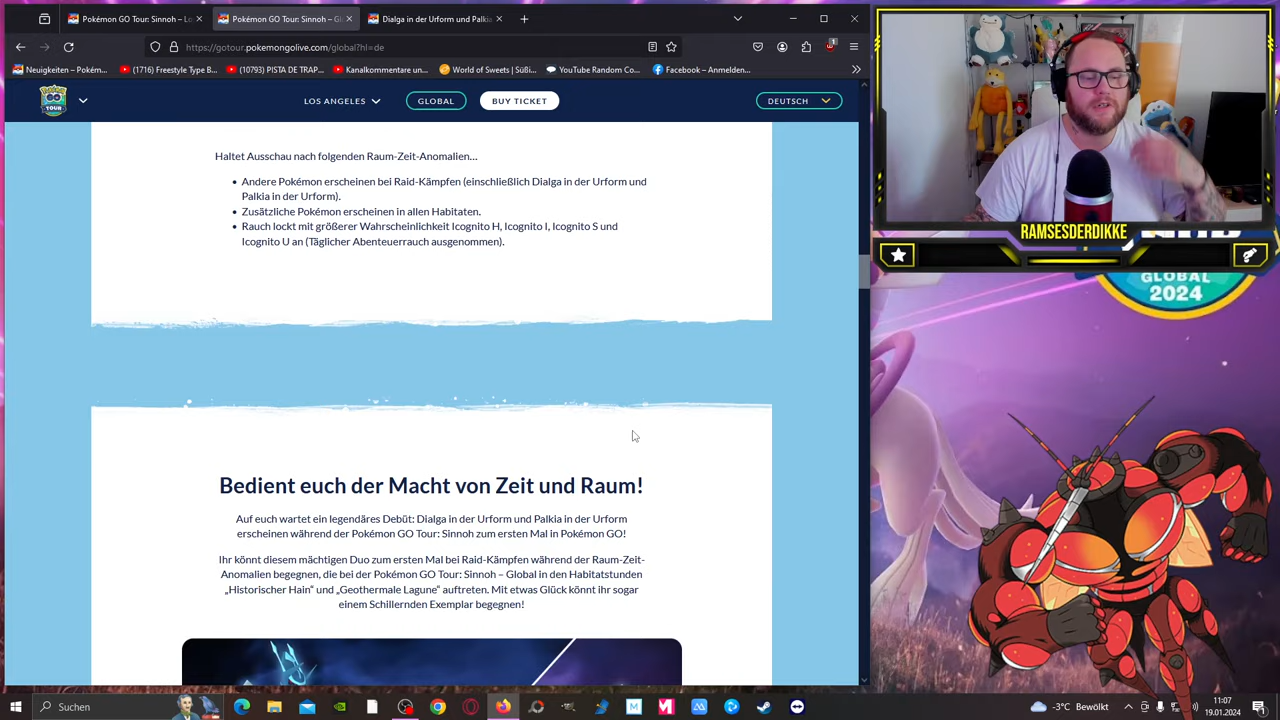 Pokémon GO Tour: Sinnoh – Lo
Pokémon GO Tour: Sinnoh – Gl
Dialga in der Urform und Palkia
https://gotour.pokemongolive.com/global?hl=de
1
Neuigkeiten – Pokém...
(1716) Freestyle Type B...
(10793) PISTA DE TRAP...
Kanalkommentare un...
World of Sweets | Süßi...
YouTube Random Co...
Facebook – Anmelden...
LOS ANGELES
GLOBAL
BUY TICKET
DEUTSCH
Haltet Ausschau nach folgenden Raum-Zeit-Anomalien...
• Andere Pokémon erscheinen bei Raid-Kämpfen (einschließlich Dialga in der Urform und
Palkia in der Urform).
• Zusätzliche Pokémon erscheinen in allen Habitaten.
• Rauch lockt mit größerer Wahrscheinlichkeit Icognito H, Icognito I, Icognito S und
Icognito U an (Täglicher Abenteuerrauch ausgenommen).
Bedient euch der Macht von Zeit und Raum!
Auf euch wartet ein legendäres Debüt: Dialga in der Urform und Palkia in der Urform
erscheinen während der Pokémon GO Tour: Sinnoh zum ersten Mal in Pokémon GO!
Ihr könnt diesem mächtigen Duo zum ersten Mal bei Raid-Kämpfen während der Raum-Zeit-
Anomalien begegnen, die bei der Pokémon GO Tour: Sinnoh – Global in den Habitatstunden
„Historischer Hain“ und „Geothermale Lagune“ auftreten. Mit etwas Glück könnt ihr sogar
einem Schillernden Exemplar begegnen!
RAMSESDERDIKKE
GLOBAL
2024
Suchen
-3°C Bewölkt
11:07
19.01.2024